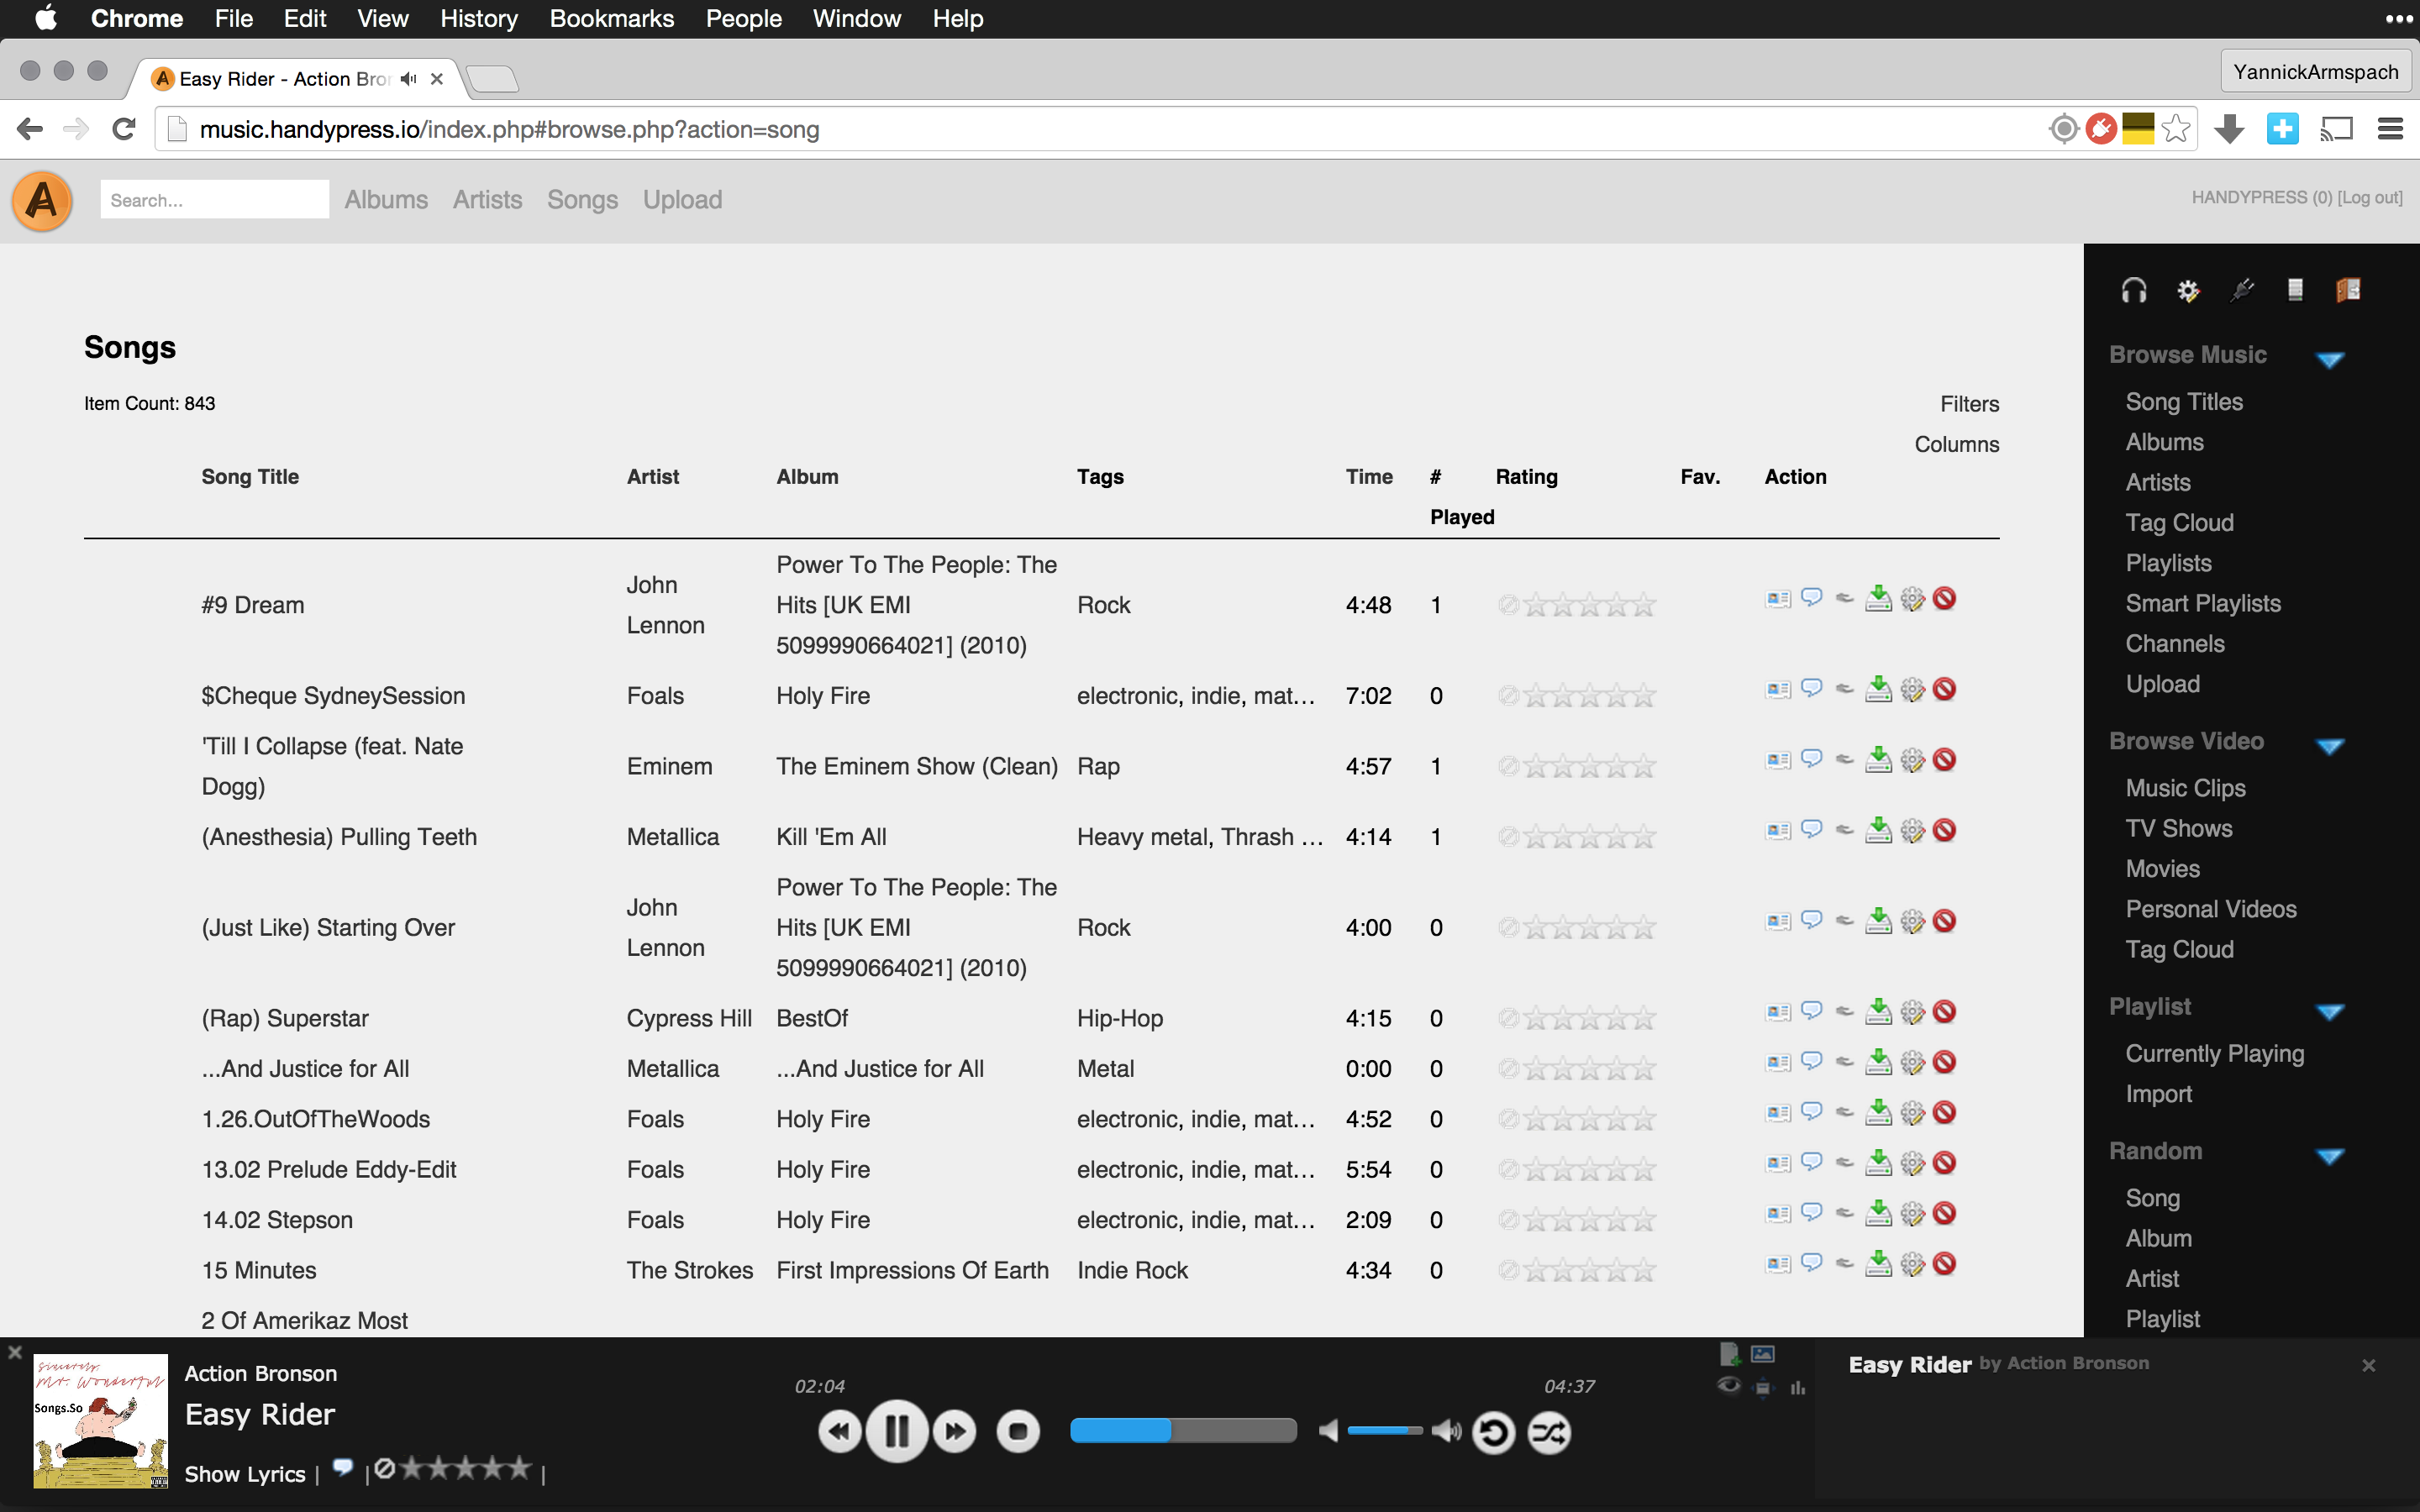 Chrome File Edit View History Bookmarks People Window Help
Easy Rider - Action Bro
YannickArmspach
music.handypress.io/index.php#browse.php?action=song
Search... Albums Artists Songs Upload
HANDYPRESS (0) [Log out]
Songs
Item Count: 843
Filters
Columns
Song Title Artist Album Tags Time # Played Rating Fav. Action
#9 Dream John Lennon Power To The People: The Hits [UK EMI 5099990664021] (2010) Rock 4:48 1
$Cheque SydneySession Foals Holy Fire electronic, indie, mat... 7:02 0
'Till I Collapse (feat. Nate Dogg) Eminem The Eminem Show (Clean) Rap 4:57 1
(Anesthesia) Pulling Teeth Metallica Kill 'Em All Heavy metal, Thrash ... 4:14 1
(Just Like) Starting Over John Lennon Power To The People: The Hits [UK EMI 5099990664021] (2010) Rock 4:00 0
(Rap) Superstar Cypress Hill BestOf Hip-Hop 4:15 0
...And Justice for All Metallica ...And Justice for All Metal 0:00 0
1.26.OutOfTheWoods Foals Holy Fire electronic, indie, mat... 4:52 0
13.02 Prelude Eddy-Edit Foals Holy Fire electronic, indie, mat... 5:54 0
14.02 Stepson Foals Holy Fire electronic, indie, mat... 2:09 0
15 Minutes The Strokes First Impressions Of Earth Indie Rock 4:34 0
2 Of Amerikaz Most
Browse Music
Song Titles
Albums
Artists
Tag Cloud
Playlists
Smart Playlists
Channels
Upload
Browse Video
Music Clips
TV Shows
Movies
Personal Videos
Tag Cloud
Playlist
Currently Playing
Import
Random
Song
Album
Artist
Playlist
Sincerely,
Mr. Wonderful
Songs.So
Action Bronson
Easy Rider
Show Lyrics | | |
02:04
04:37
Easy Rider by Action Bronson